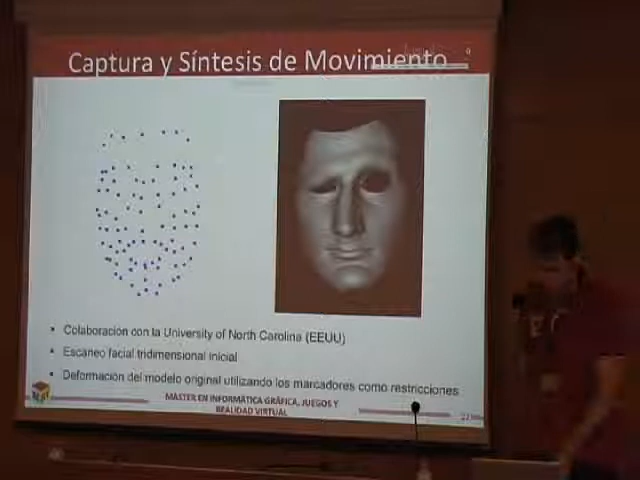 Captura y Síntesis de Movimiento
Colaboración con la University of North Carolina (EEUU)
Escaneo facial tridimensional inicial
Deformación del modelo original utilizando los marcadores como restricciones
MÁSTER EN INFORMÁTICA GRÁFICA, JUEGOS Y
REALIDAD VIRTUAL